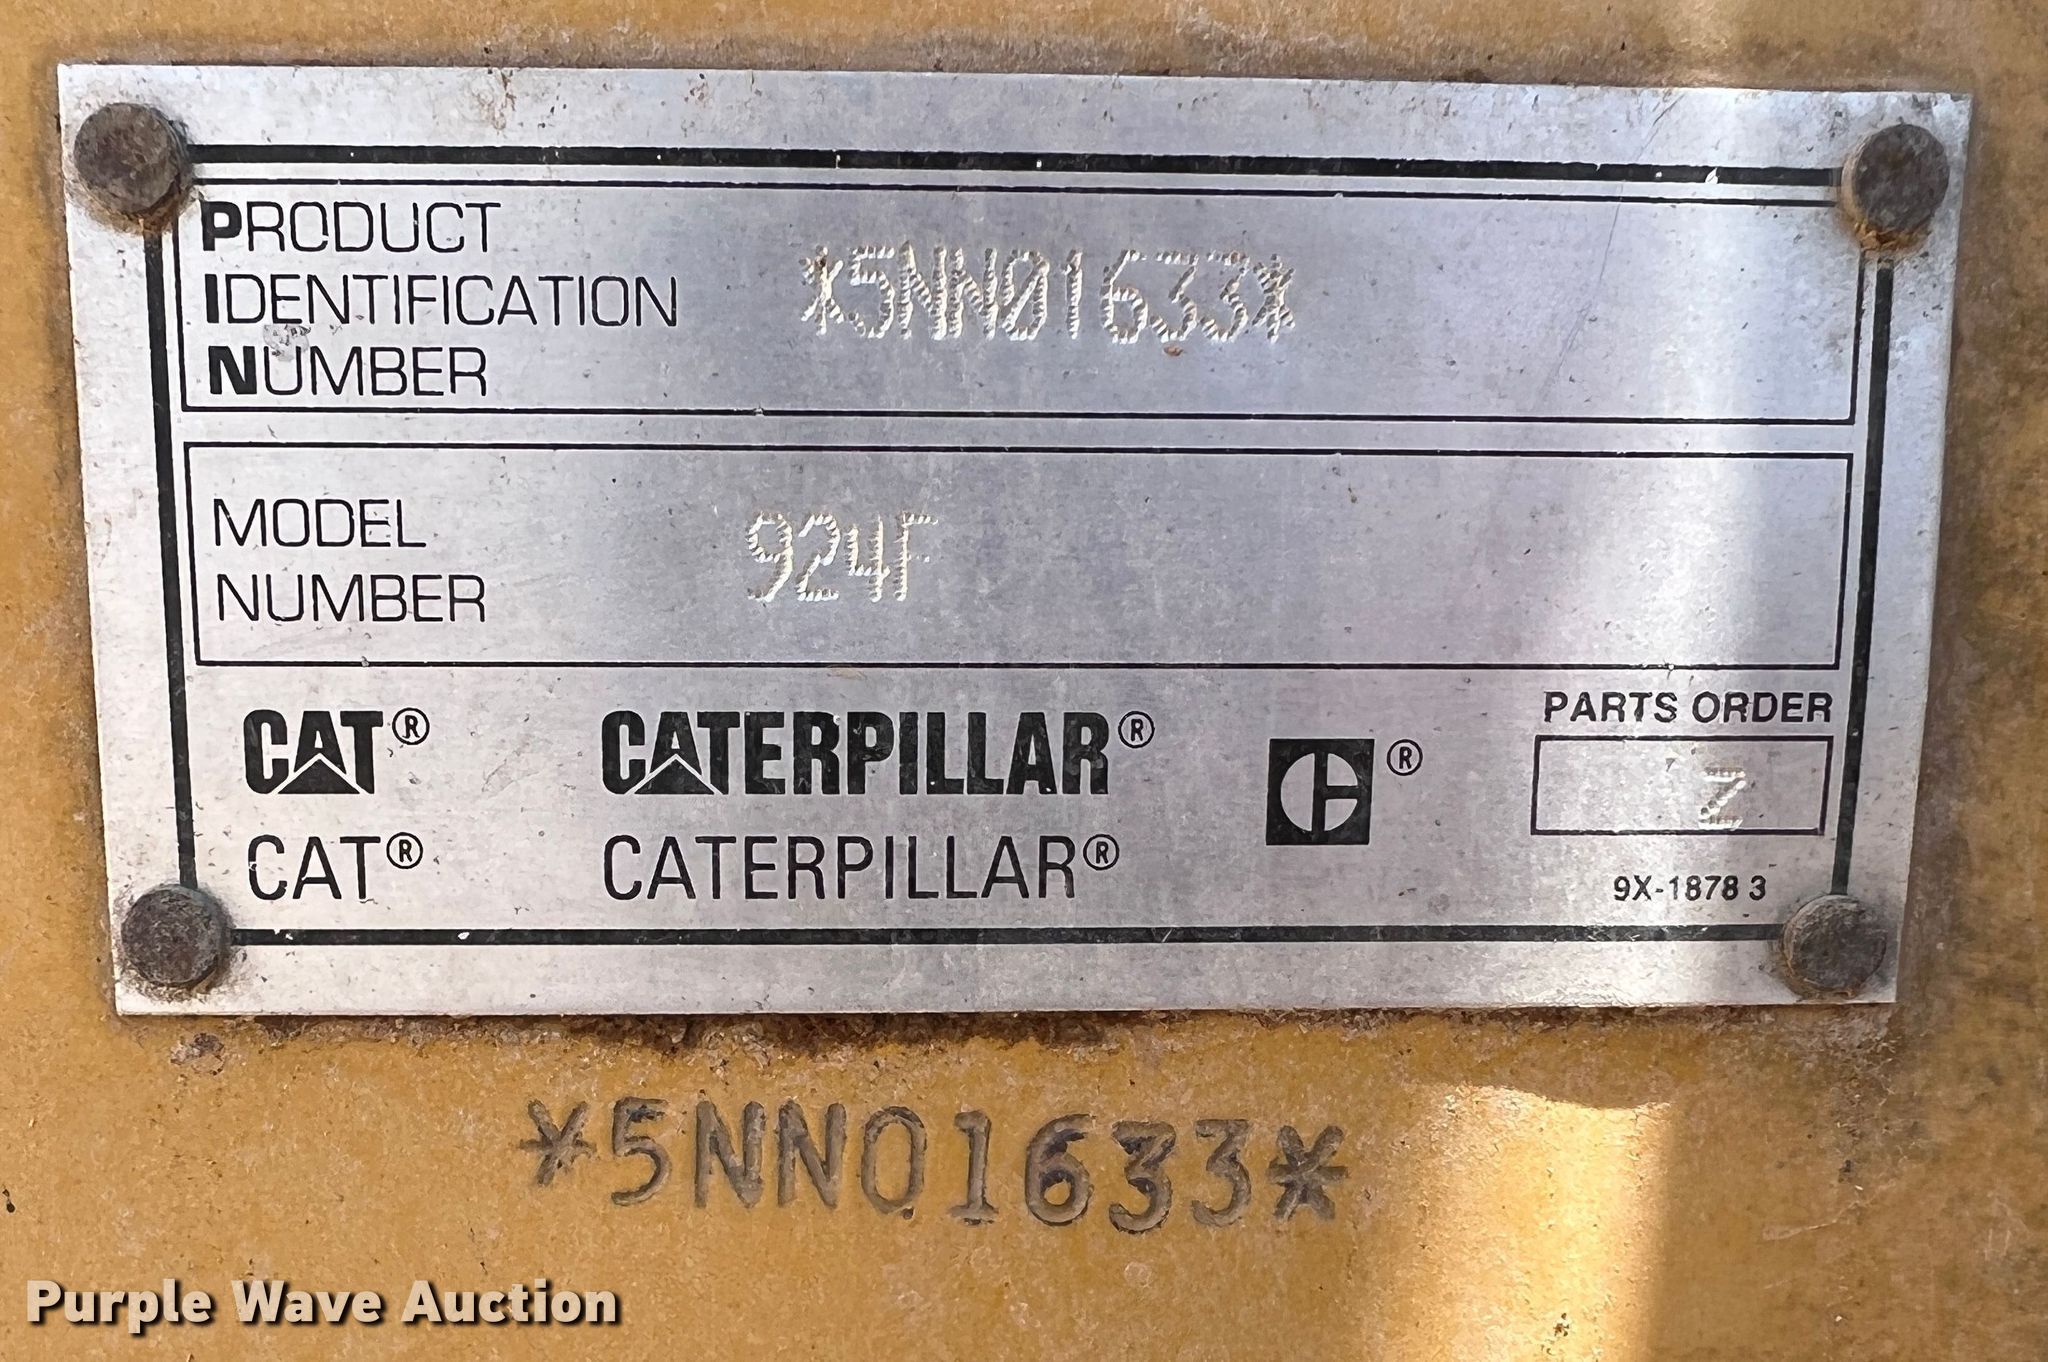 PRODUCT
IDENTIFICATION
NUMBER
*5NN01633*
MODEL
NUMBER
924F
CAT® CATERPILLAR® ®
CAT® CATERPILLAR®
PARTS ORDER
Z
9X-1878 3
*5NN01633*
Purple Wave Auction